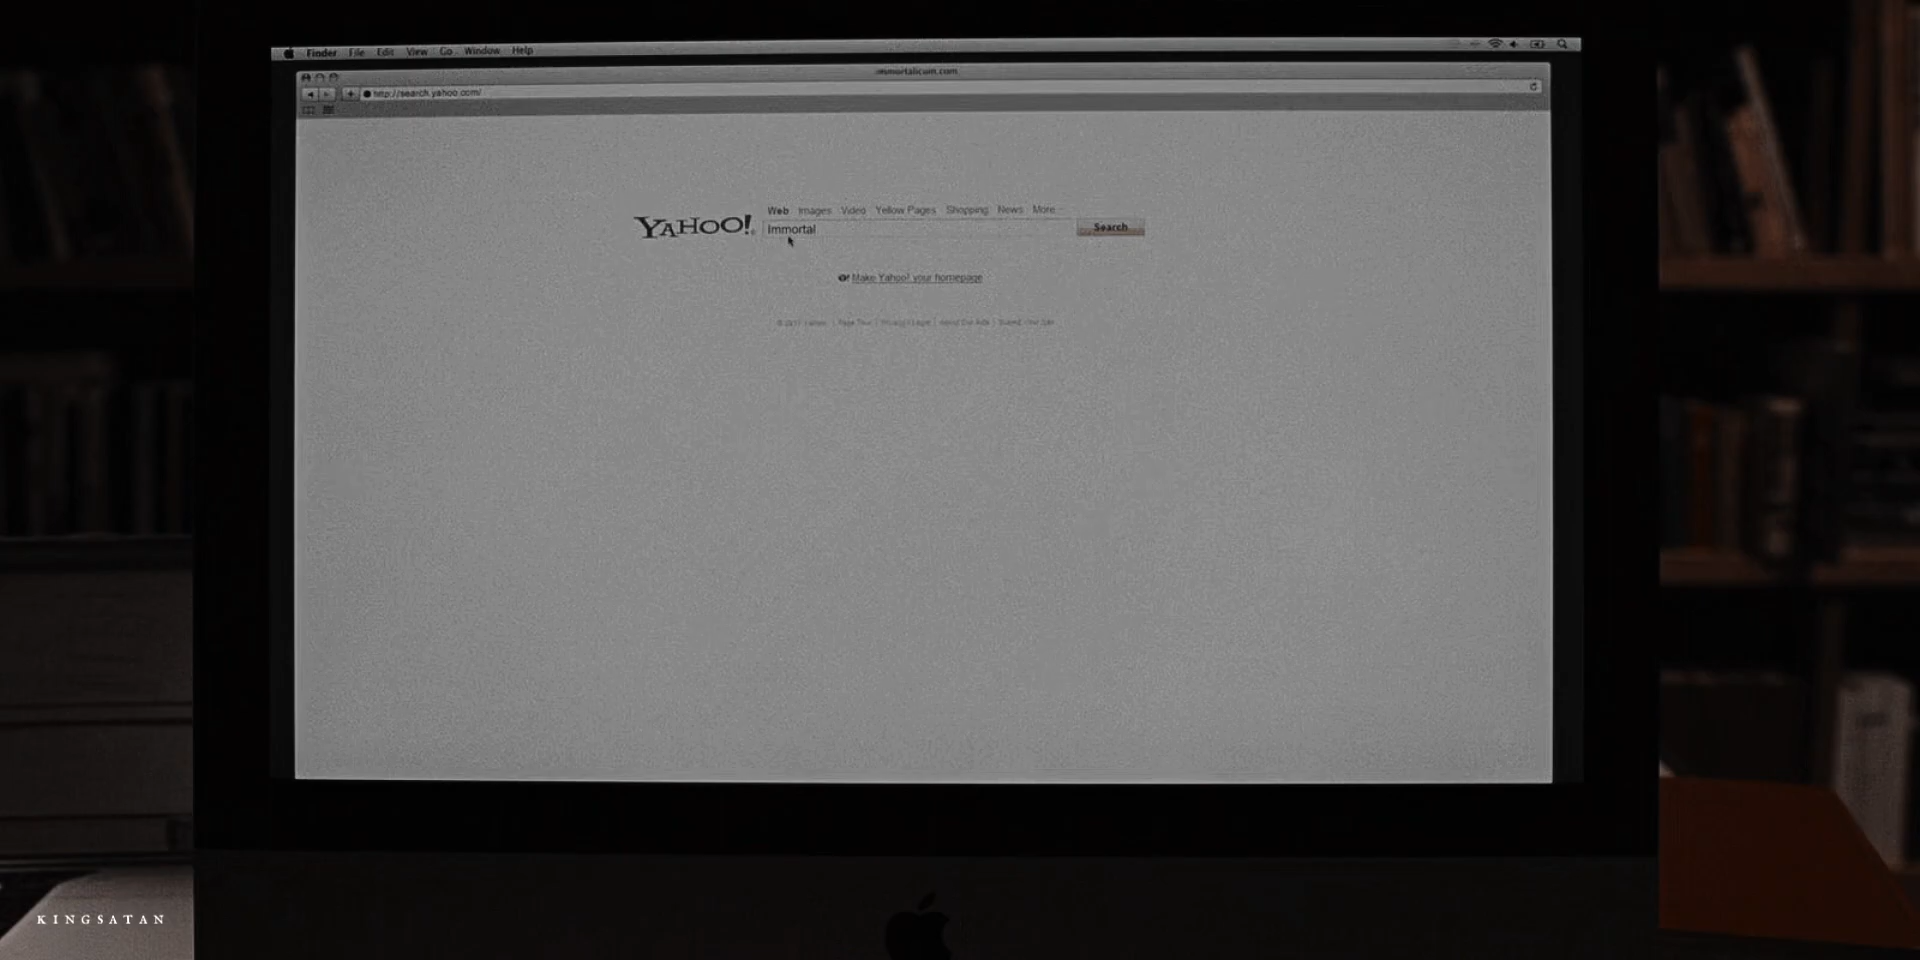 Finder File Edit View Go Window Help
immortalicum.com
http://search.yahoo.com/
Web Images Video Yellow Pages Shopping News More
YAHOO! Immortal Search
Make Yahoo! your homepage
KINGSATAN